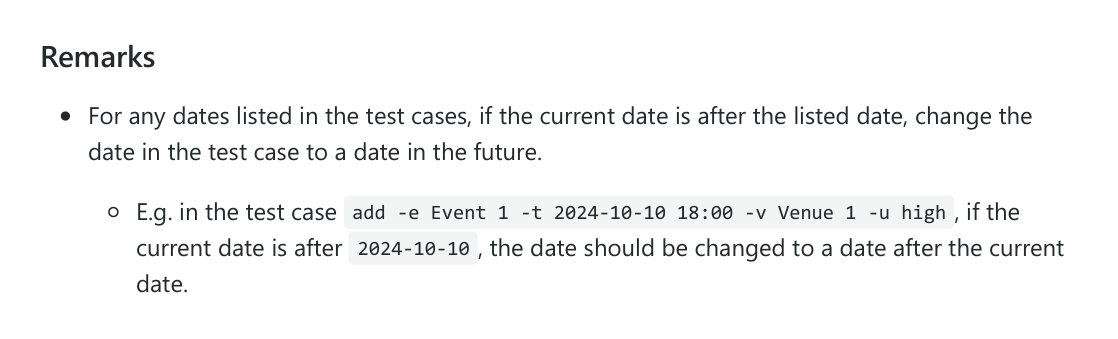 Remarks
• For any dates listed in the test cases, if the current date is after the listed date, change the
date in the test case to a date in the future.
○ E.g. in the test case add -e Event 1 -t 2024-10-10 18:00 -v Venue 1 -u high, if the
current date is after 2024-10-10, the date should be changed to a date after the current
date.